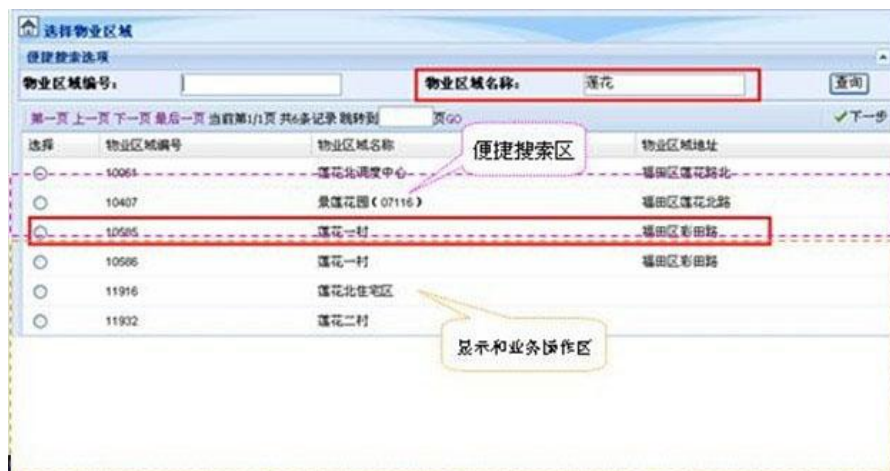 选择物业区域
便捷搜索选项
物业区域编号： 物业区域名称： 莲花 查询
第一页 上一页 下一页 最后一页 当前第1/1页 共6条记录 跳转到 页GO 下一步
选择 物业区域编号 物业区域名称 物业区域地址
便捷搜索区
10061 莲花北调度中心 福田区莲花路北
10407 景莲花园(07116) 福田区莲花北路
10585 莲花一村 福田区彩田路
10586 莲花一村 福田区彩田路
11916 莲花北住宅区
11932 莲花二村
显示和业务操作区